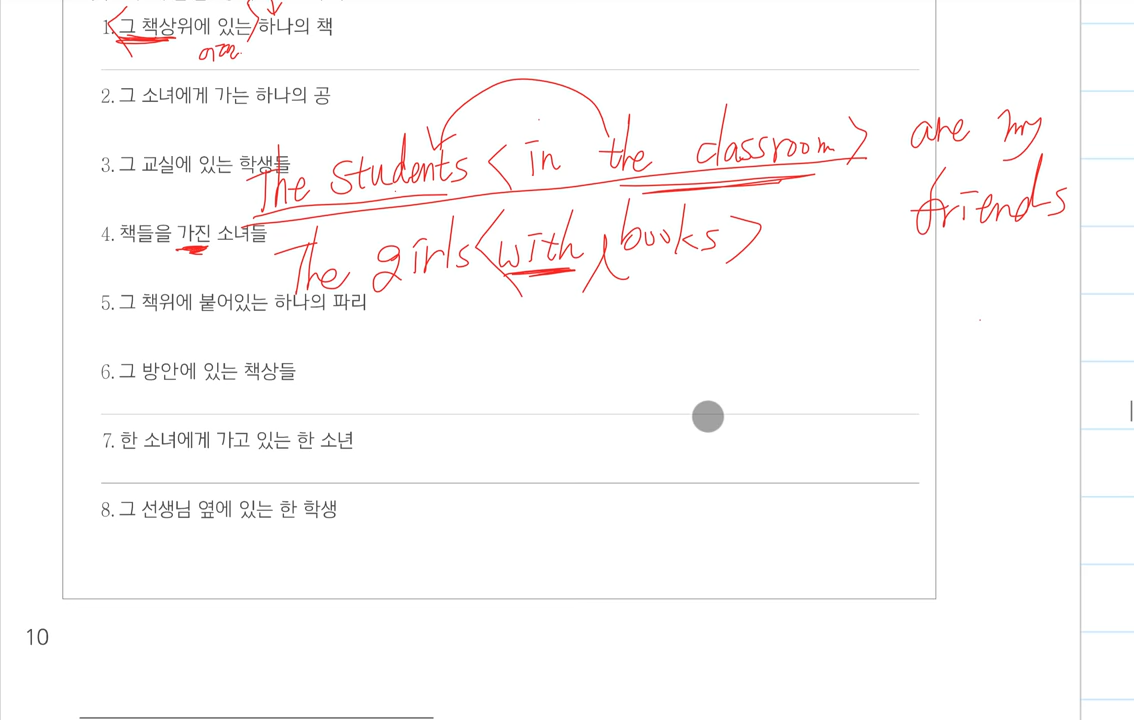 1. 그 책상위에 있는 하나의 책
2. 그 소녀에게 가는 하나의 공
are my
The students < in the classroom >
3. 그 교실에 있는 학생들
friends
4. 책들을 가진 소녀들
The girls < with books >
5. 그 책위에 붙어있는 하나의 파리
6. 그 방안에 있는 책상들
7. 한 소녀에게 가고 있는 한 소년
8. 그 선생님 옆에 있는 한 학생
10